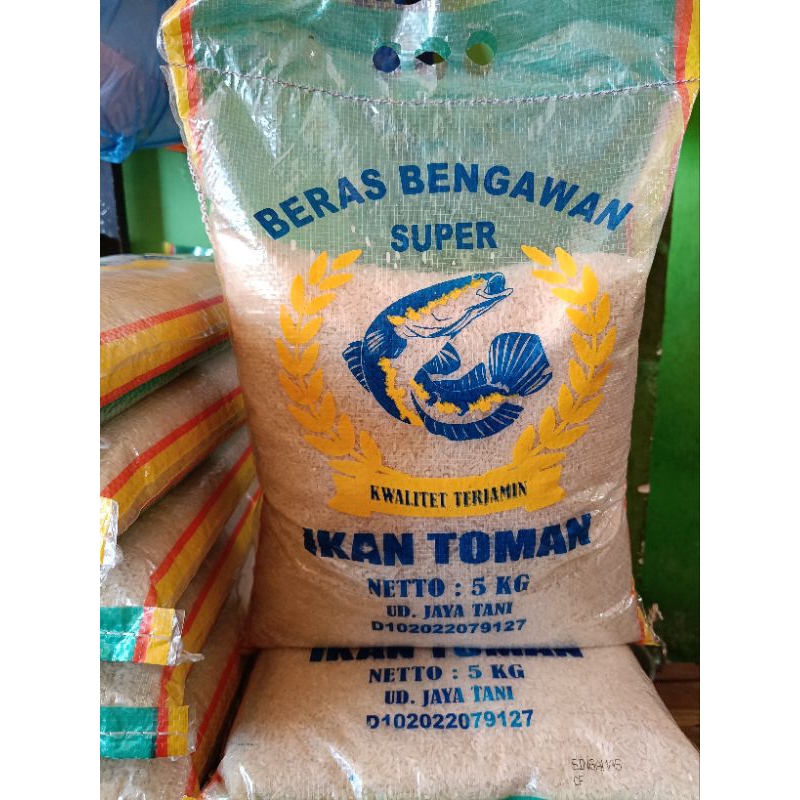 BERAS BENGAWAN
SUPER
KWALITET TERJAMIN
IKAN TOMAN
NETTO : 5 KG
UD. JAYA TANI
D102022079127
IKAN TOMAN
NETTO : 5 KG
UD. JAYA TANI
D102022079127